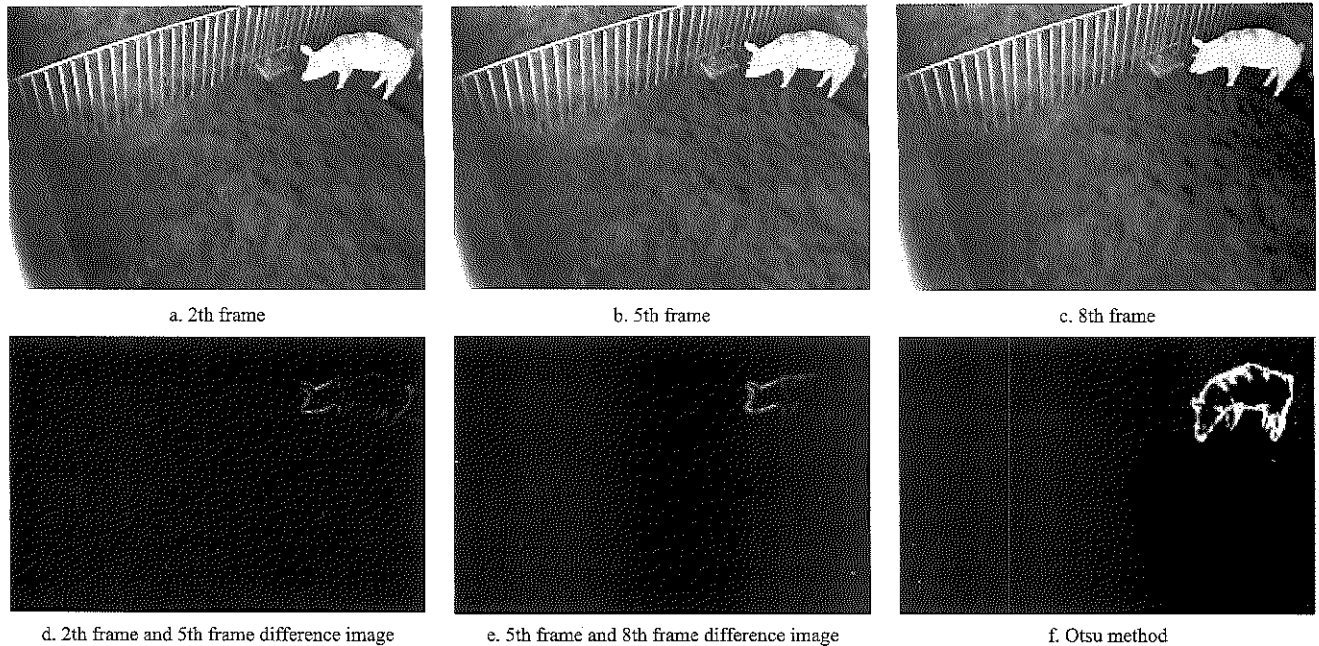 a. 2th frame
b. 5th frame
c. 8th frame
d. 2th frame and 5th frame difference image
e. 5th frame and 8th frame difference image
f. Otsu method